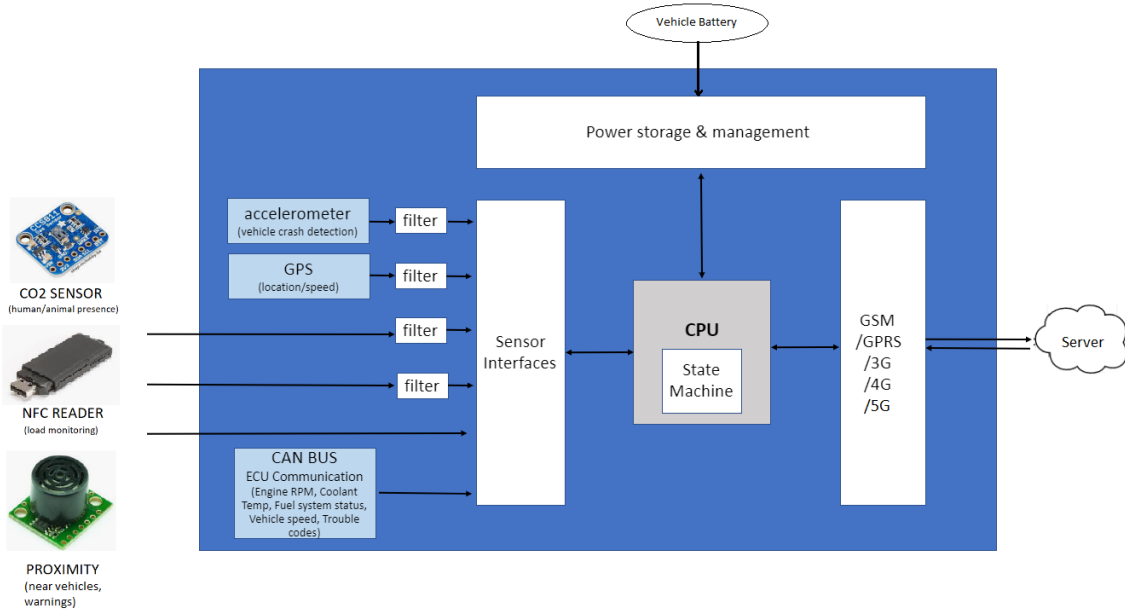 Vehicle Battery
Power storage & management
accelerometer
(vehicle crash detection)
filter
GPS
(location/speed)
filter
CO2 SENSOR
(human/animal presence)
filter
NFC READER
(load monitoring)
filter
CAN BUS
ECU Communication
(Engine RPM, Coolant
Temp, Fuel system status,
Vehicle speed, Trouble
codes)
PROXIMITY
(near vehicles,
warnings)
Sensor
Interfaces
CPU
State
Machine
GSM
/GPRS
/3G
/4G
/5G
Server